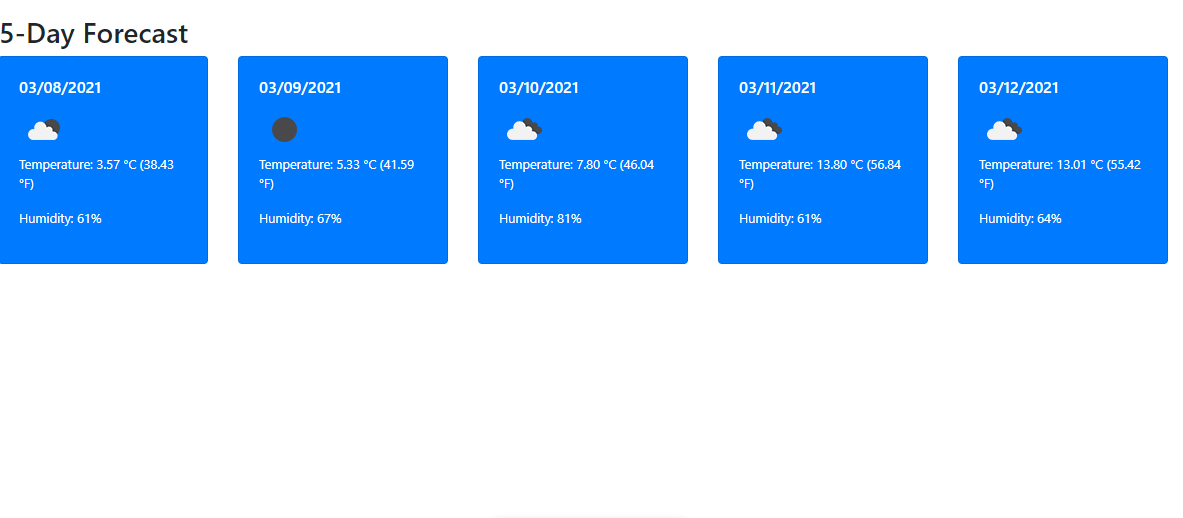 5-Day Forecast
03/08/2021
Temperature: 3.57 °C (38.43
°F)
Humidity: 61%
03/09/2021
Temperature: 5.33 °C (41.59
°F)
Humidity: 67%
03/10/2021
Temperature: 7.80 °C (46.04
°F)
Humidity: 81%
03/11/2021
Temperature: 13.80 °C (56.84
°F)
Humidity: 61%
03/12/2021
Temperature: 13.01 °C (55.42
°F)
Humidity: 64%